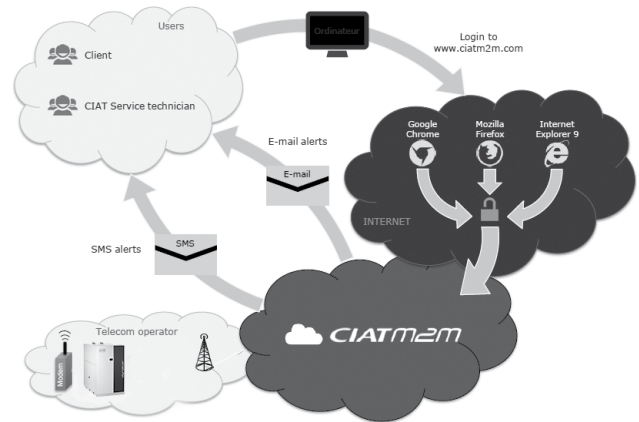 Users
Client
CIAT Service technician
Ordinateur
Login to
www.ciatm2m.com
Google
Chrome
Mozilla
Firefox
Internet
Explorer 9
INTERNET
E-mail alerts
E-mail
SMS alerts
SMS
Telecom operator
Modem
CIATm2m